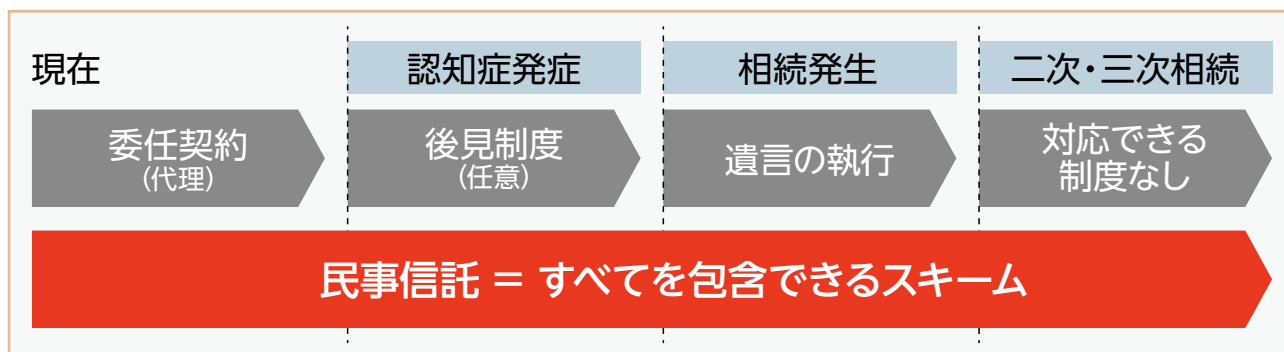 現在
認知症発症
相続発生
二次・三次相続
委任契約
(代理)
後見制度
(任意)
遺言の執行
対応できる
制度なし
民事信託 = すべてを包含できるスキーム